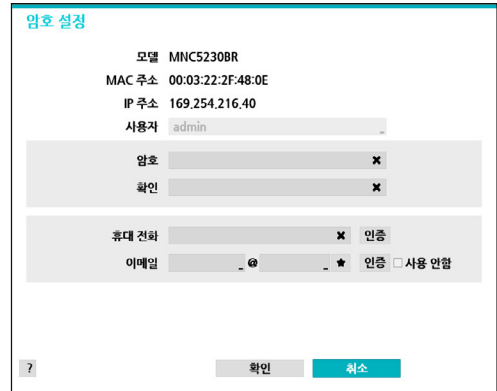 암호 설정
모델 MNC5230BR
MAC 주소 00:03:22:2F:48:0E
IP 주소 169.254.216.40
사용자 admin
암호
확인
휴대 전화 인증
이메일 @ 인증 사용 안함
? 확인 취소